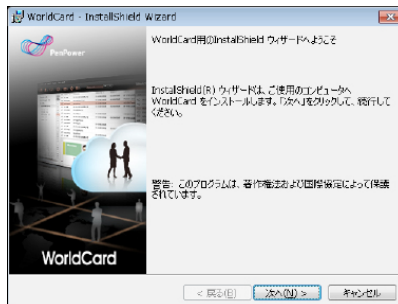 WorldCard - InstallShield Wizard
PenPower
WorldCard用のInstallShield ウィザードへようこそ
InstallShield(R) ウィザードは、ご使用のコンピュータへ
WorldCard をインストールします。「次へ」をクリックして、続行して
ください。
警告: このプログラムは、著作権法および国際協定によって保護
されています。
WorldCard
< 戻る(B)
次へ(N) >
キャンセル